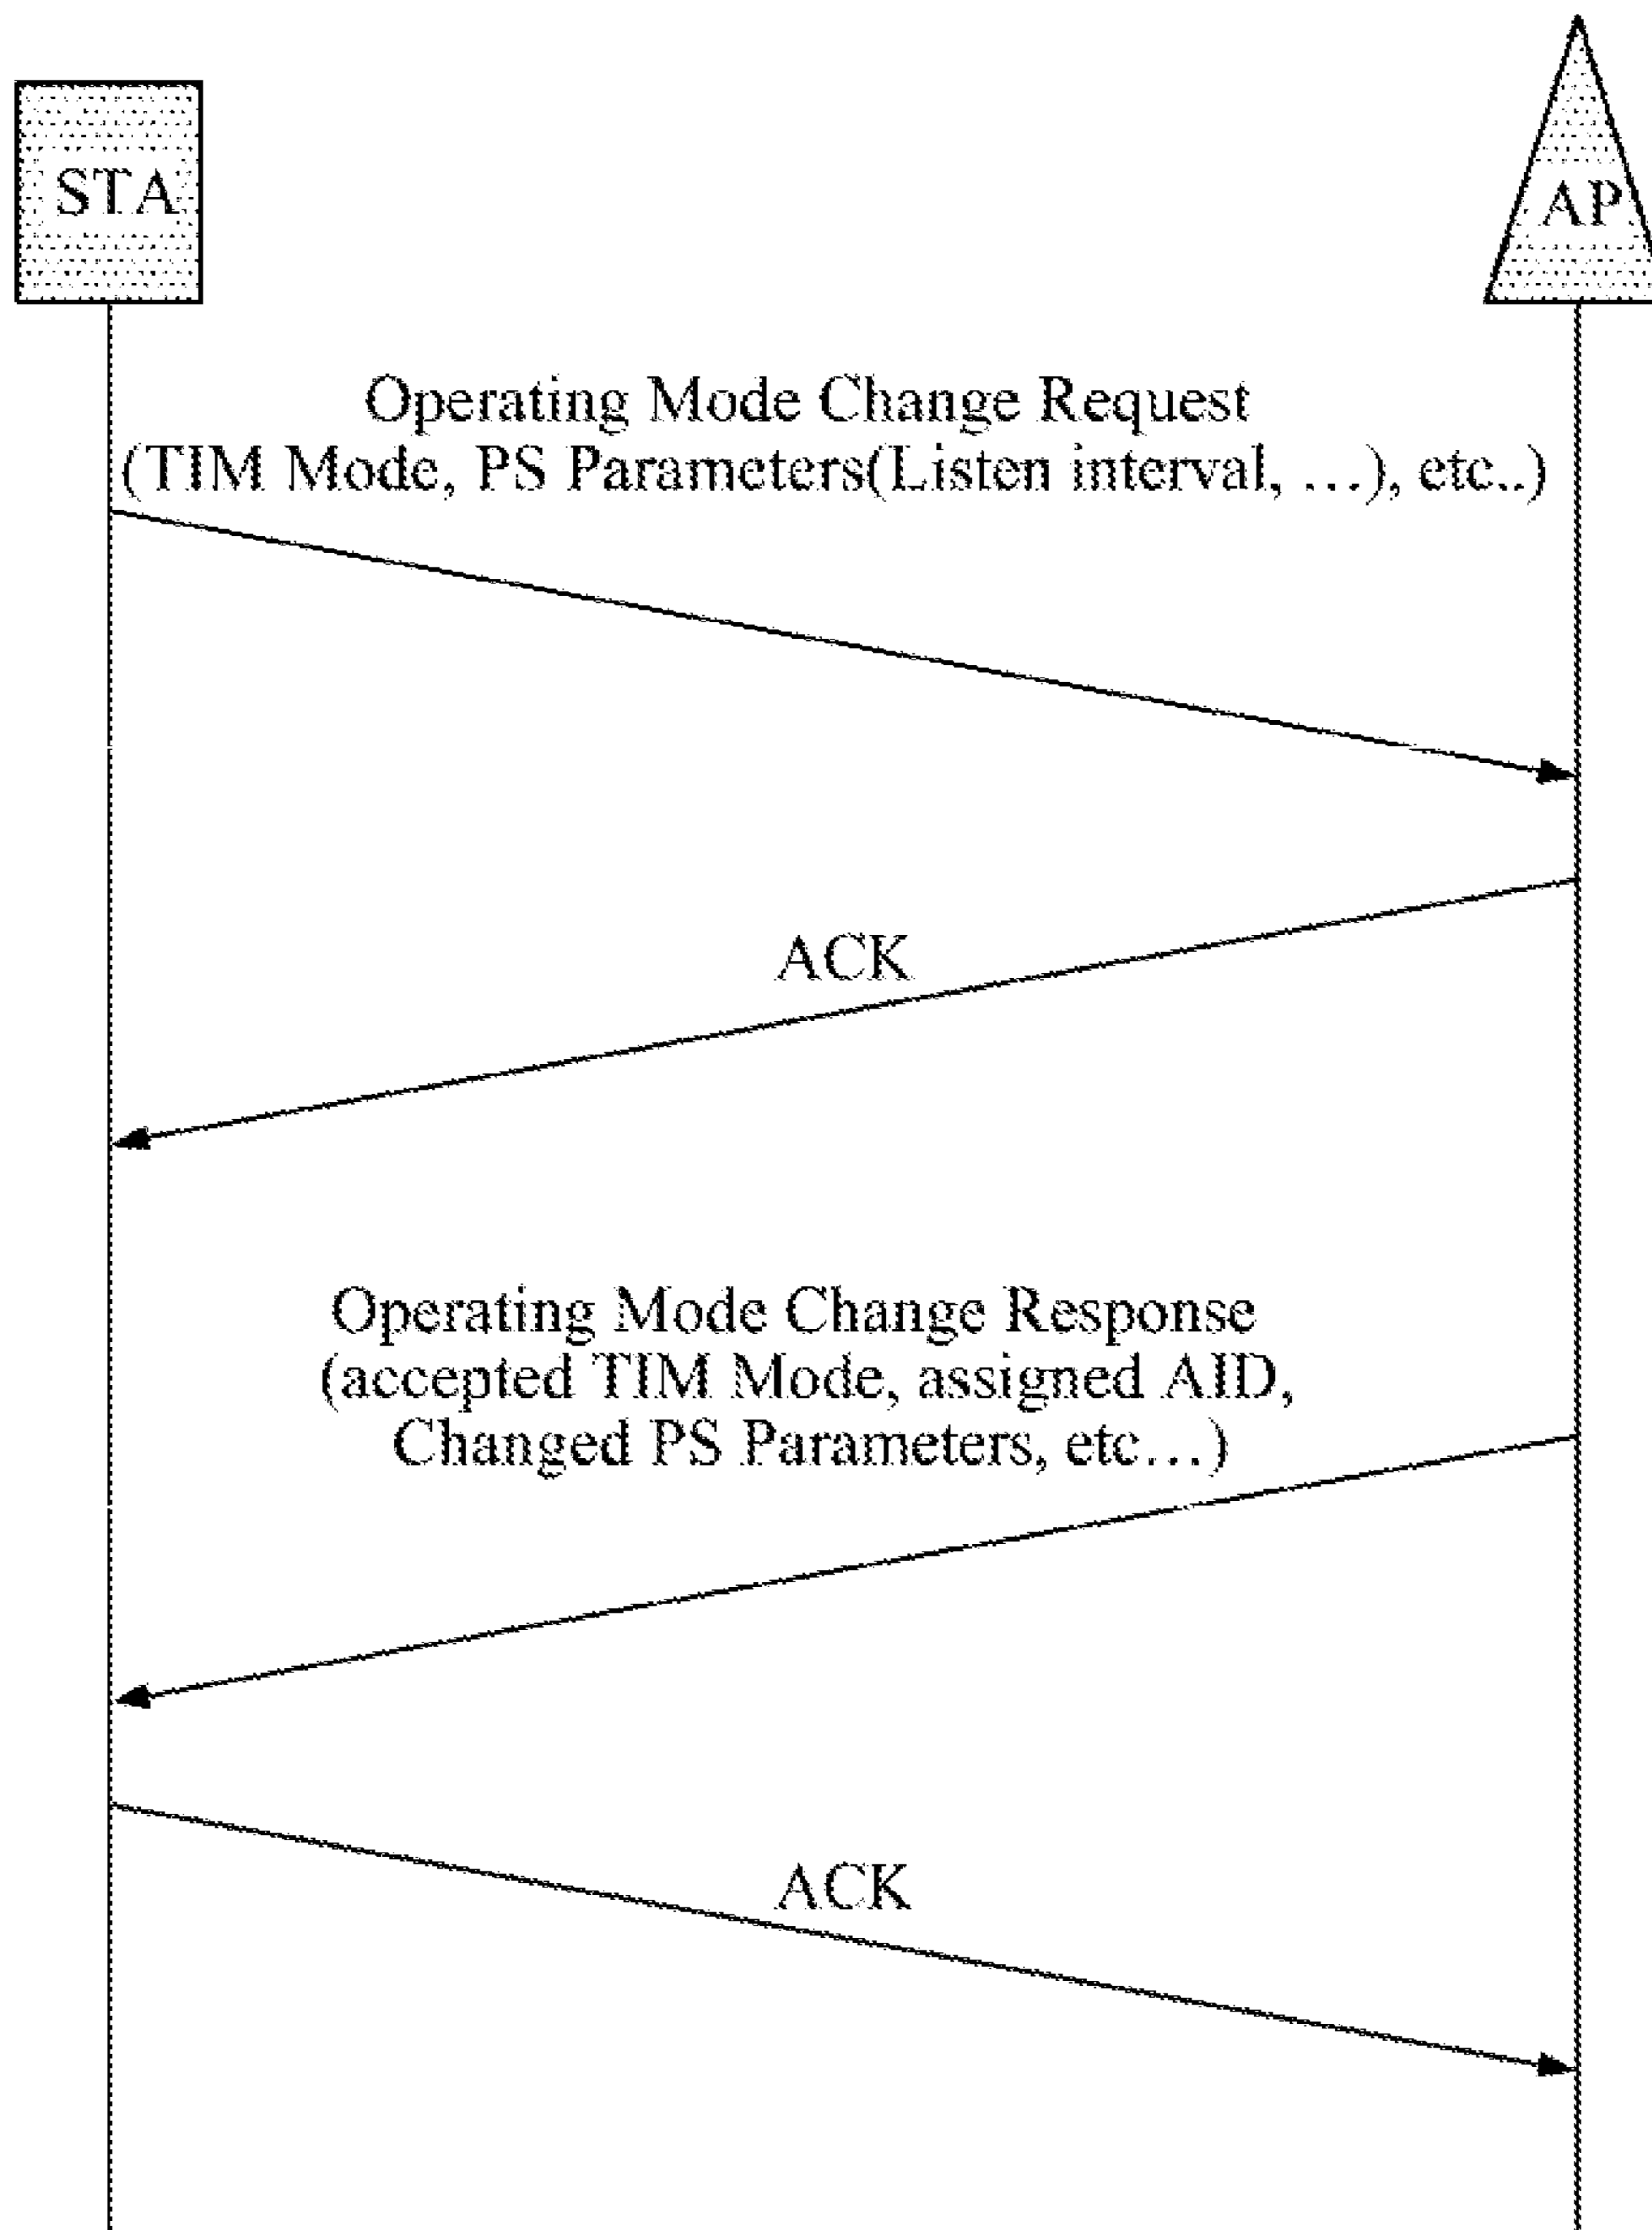 STA
AP
Operating Mode Change Request
(TIM Mode, PS Parameters(Listen interval, …), etc..)
ACK
Operating Mode Change Response
(accepted TIM Mode, assigned AID,
Changed PS Parameters, etc…)
ACK